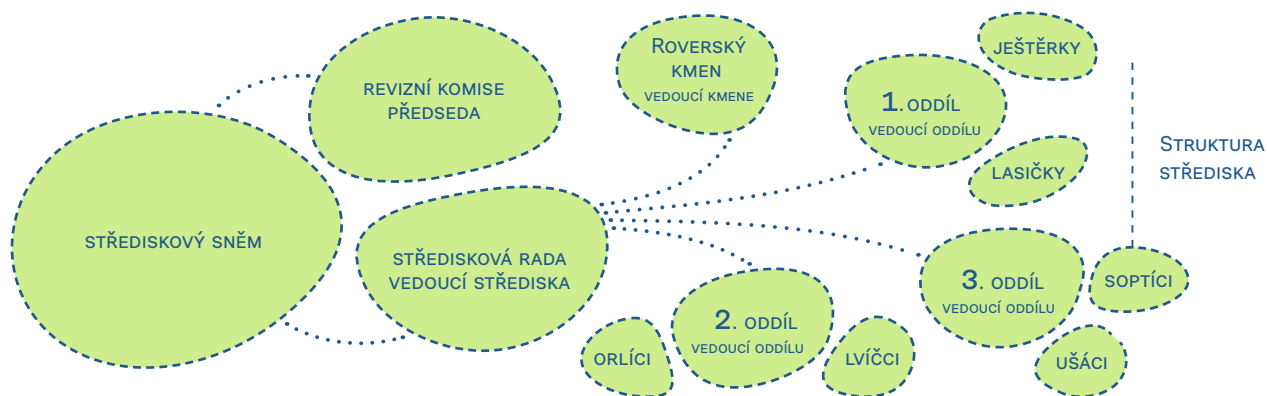 REVIZNÍ KOMISE
PŘEDSEDA
ROVERSKÝ
KMEN
VEDOUCÍ KMENE
JEŠTĚRKY
1. ODDÍL
VEDOUCÍ ODDÍLU
LASIČKY
STRUKTURA
STŘEDISKA
STŘEDISKOVÝ SNĚM
STŘEDISKOVÁ RADA
VEDOUCÍ STŘEDISKA
3. ODDÍL
VEDOUCÍ ODDÍLU
SOPTÍCI
2. ODDÍL
VEDOUCÍ ODDÍLU
ORLÍCI
LVÍČCI
UŠÁCI